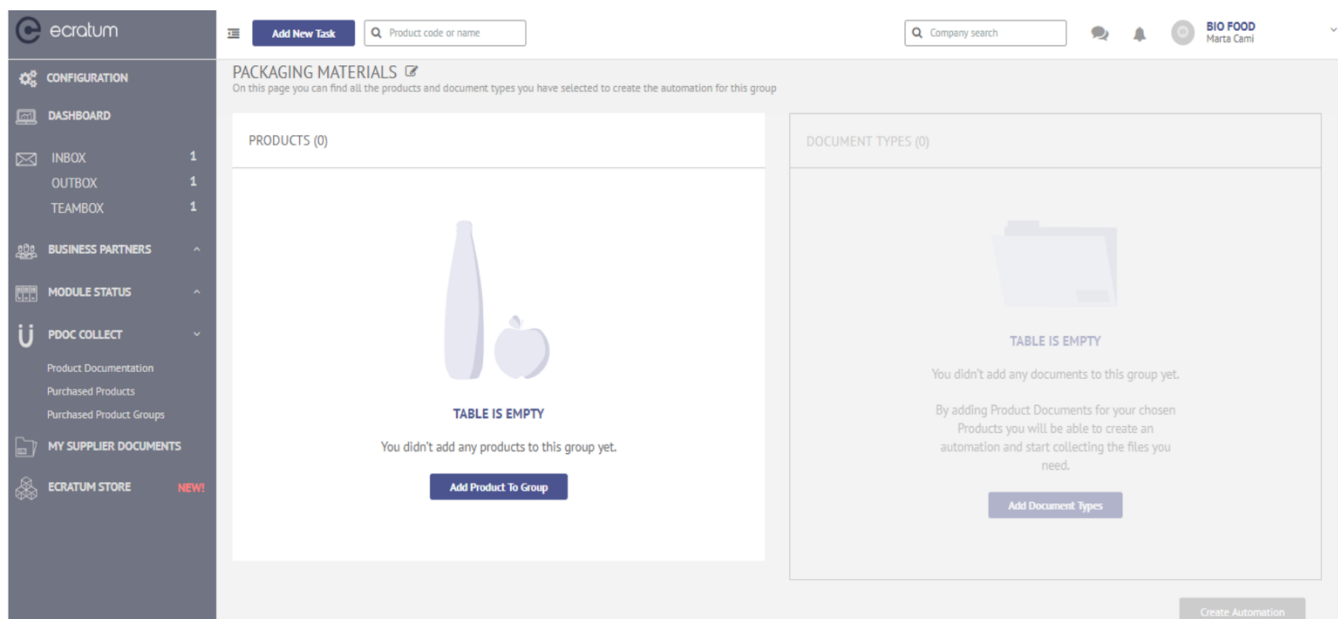 ecratum
Add New Task
Product code or name
Company search
BIO FOOD
Marta Cami
CONFIGURATION
DASHBOARD
INBOX 1
OUTBOX 1
TEAMBOX 1
BUSINESS PARTNERS
MODULE STATUS
PDOC COLLECT
Product Documentation
Purchased Products
Purchased Product Groups
MY SUPPLIER DOCUMENTS
ECRATUM STORE NEW!
PACKAGING MATERIALS
On this page you can find all the products and document types you have selected to create the automation for this group
PRODUCTS (0)
TABLE IS EMPTY
You didn't add any products to this group yet.
Add Product To Group
DOCUMENT TYPES (0)
TABLE IS EMPTY
You didn't add any documents to this group yet.
By adding Product Documents for your chosen
Products you will be able to create an
automation and start collecting the files you
need.
Add Document Types
Create Automation